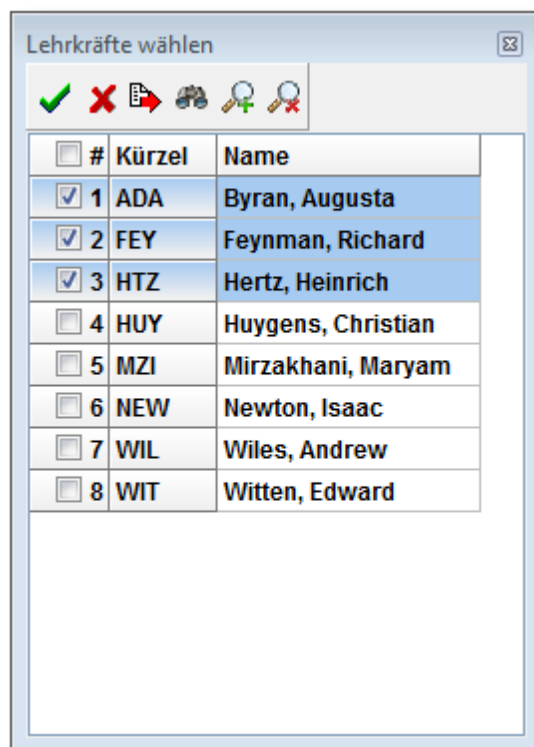 Lehrkräfte wählen
# Kürzel Name
1 ADA Byran, Augusta
2 FEY Feynman, Richard
3 HTZ Hertz, Heinrich
4 HUY Huygens, Christian
5 MZI Mirzakhani, Maryam
6 NEW Newton, Isaac
7 WIL Wiles, Andrew
8 WIT Witten, Edward